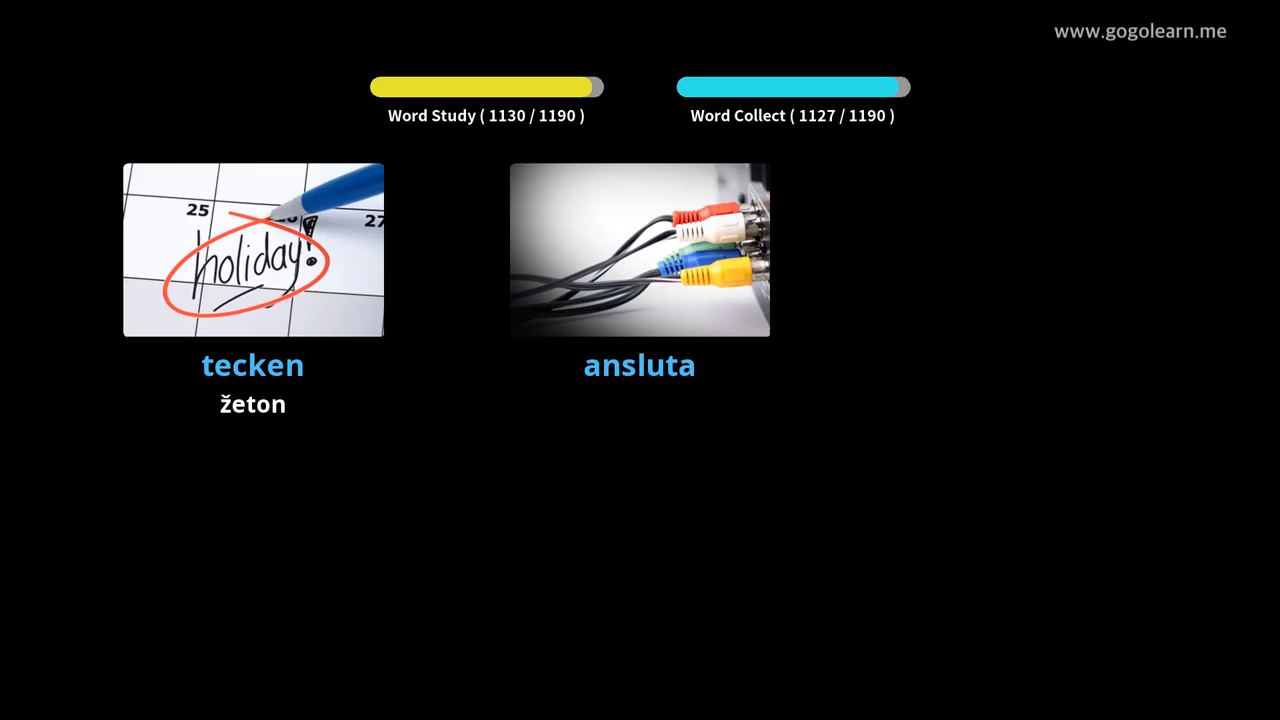 www.gogolearn.me
Word Study ( 1130 / 1190 )
Word Collect ( 1127 / 1190 )
25
27
holiday!
tecken
ansluta
žeton